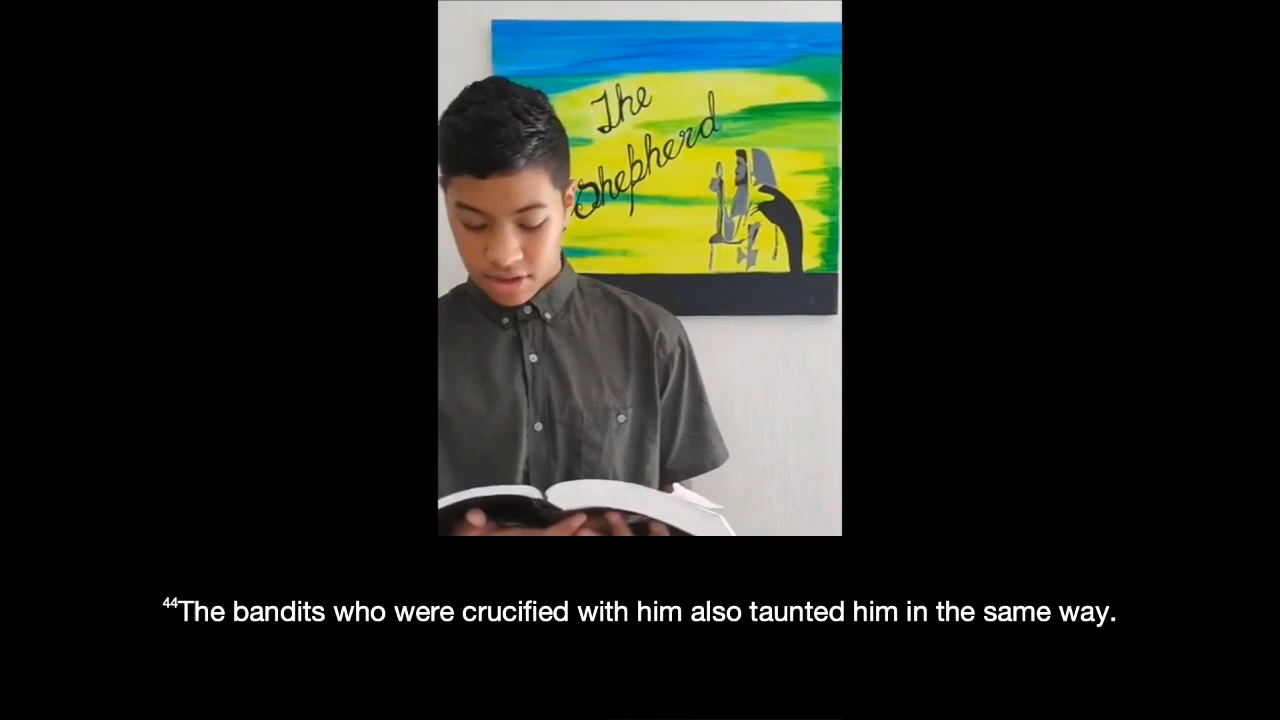 The
Shepherd
44The bandits who were crucified with him also taunted him in the same way.